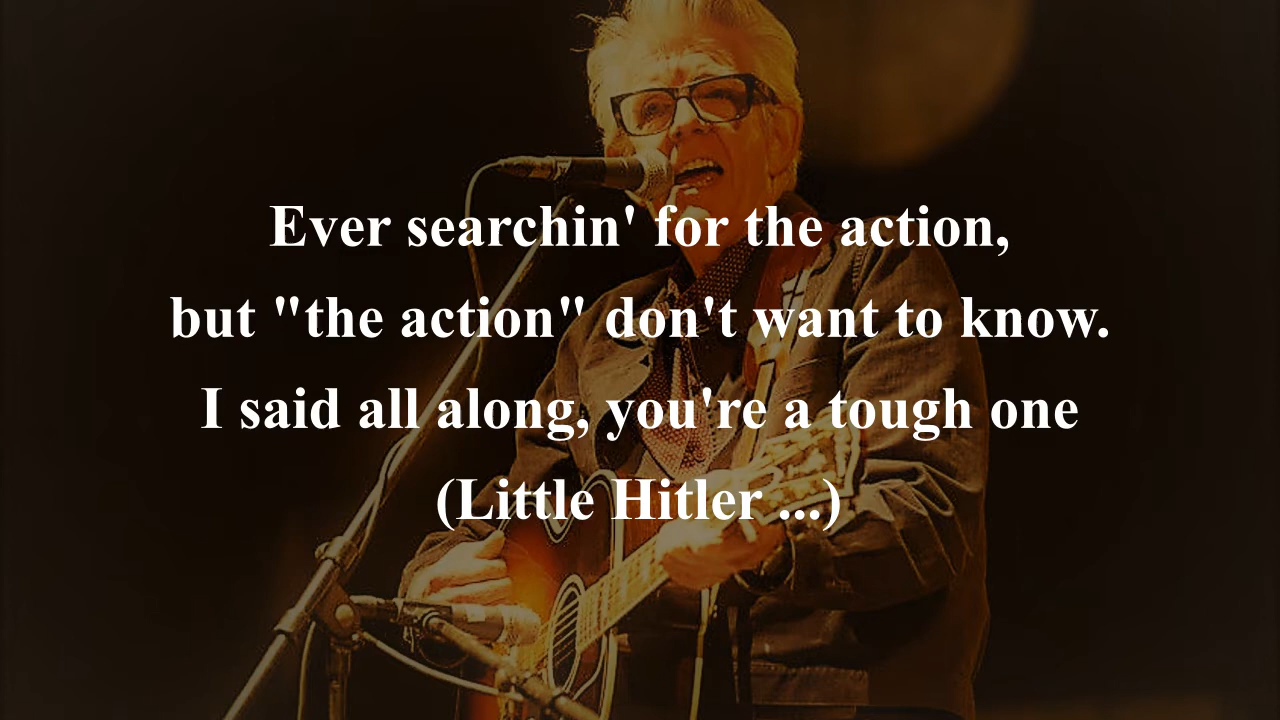 Ever searchin' for the action,
but "the action" don't want to know.
I said all along, you're a tough one
(Little Hitler ...)